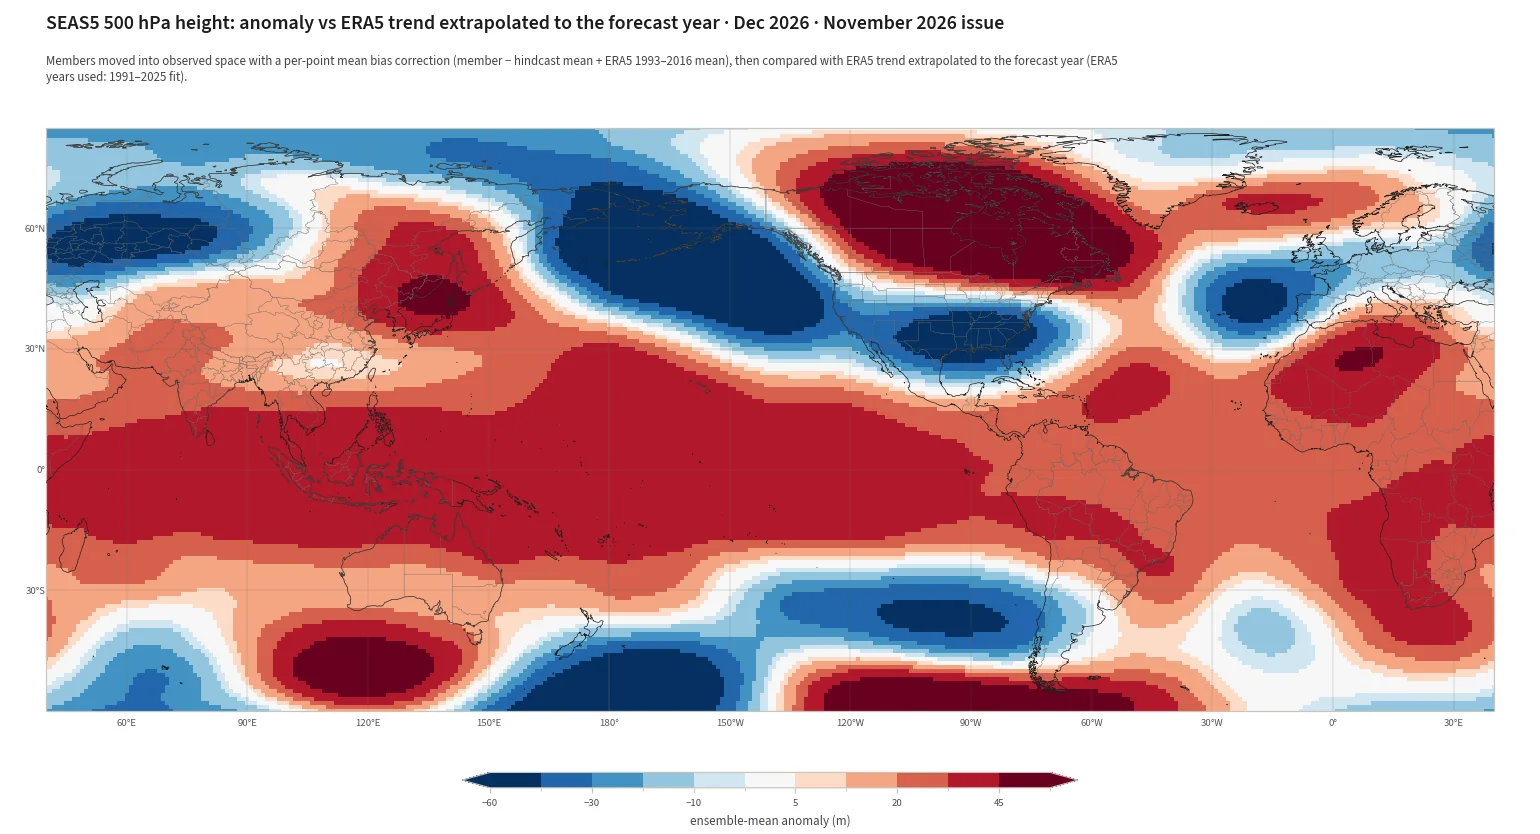 SEAS5 500 hPa height: anomaly vs ERA5 trend extrapolated to the forecast year · Dec 2026 · November 2026 issue
Members moved into observed space with a per-point mean bias correction (member − hindcast mean + ERA5 1993–2016 mean), then compared with ERA5 trend extrapolated to the forecast year (ERA5
years used: 1991–2025 fit).
60°N
30°N
0°
30°S
60°E 90°E 120°E 150°E 180° 150°W 120°W 90°W 60°W 30°W 0° 30°E
−60 −30 −10 5 20 45
ensemble-mean anomaly (m)